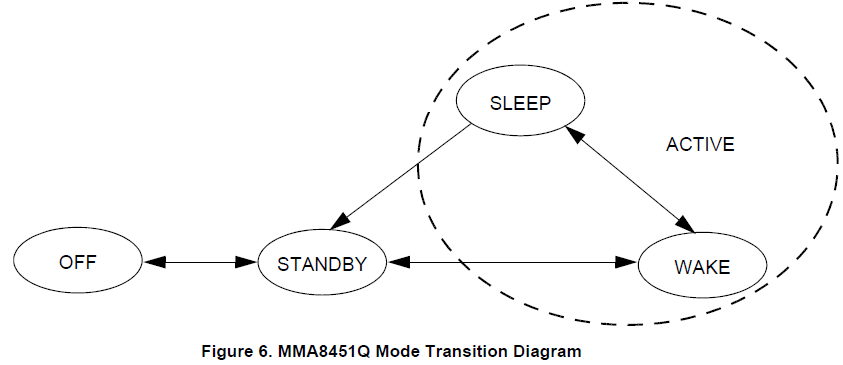 SLEEP
ACTIVE
OFF
STANDBY
WAKE
Figure 6. MMA8451Q Mode Transition Diagram